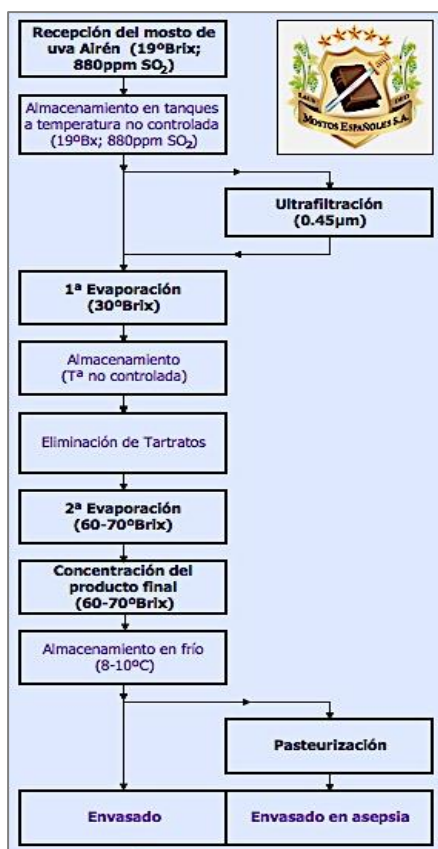 Recepción del mosto de
uva Airén (19ºBrix;
880ppm SO₂)
MOSTOS ESPAÑOLES S.A.
Almacenamiento en tanques
a temperatura no controlada
(19ºBx; 880ppm SO₂)
Ultrafiltración
(0.45µm)
1ª Evaporación
(30ºBrix)
Almacenamiento
(Tª no controlada)
Eliminación de Tartratos
2ª Evaporación
(60-70ºBrix)
Concentración del
producto final
(60-70ºBrix)
Almacenamiento en frío
(8-10ºC)
Pasteurización
Envasado
Envasado en asepsia